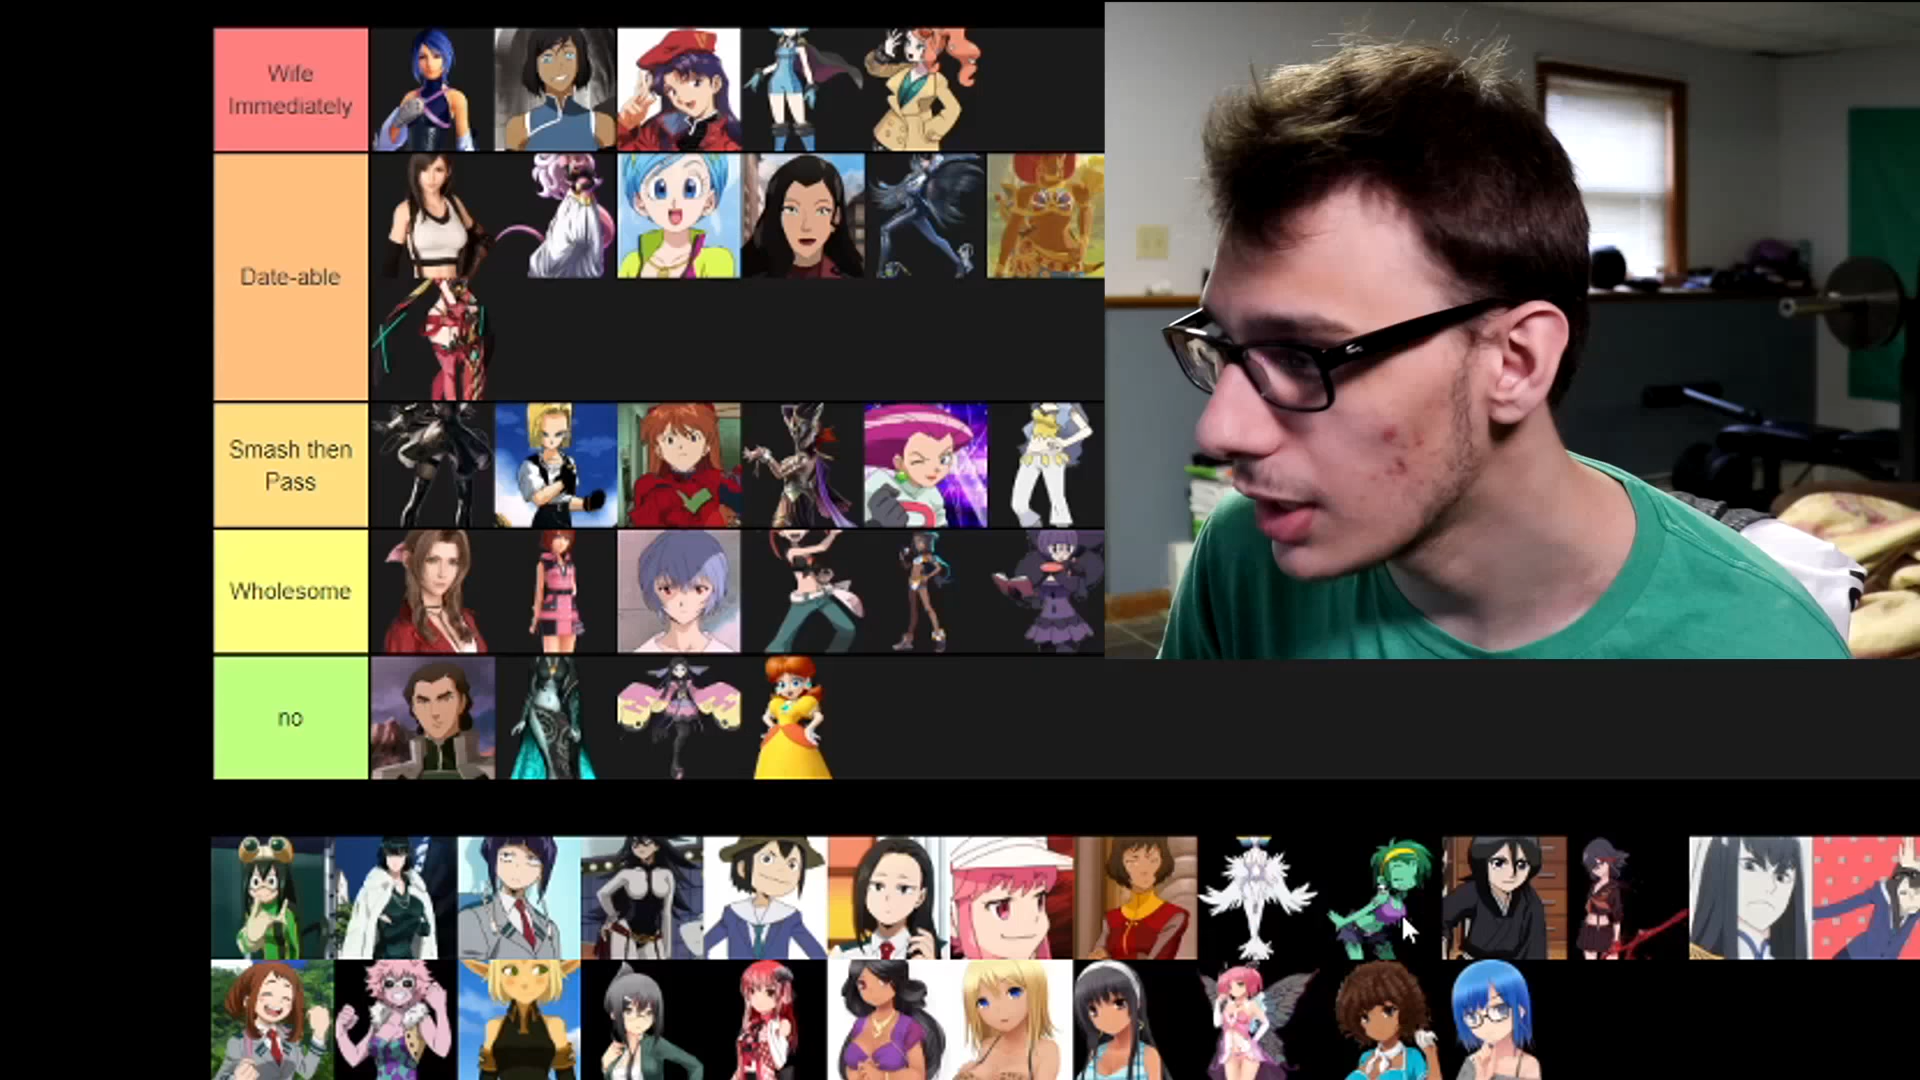 Wife
Immediately
Date-able
Smash then
Pass
Wholesome
no